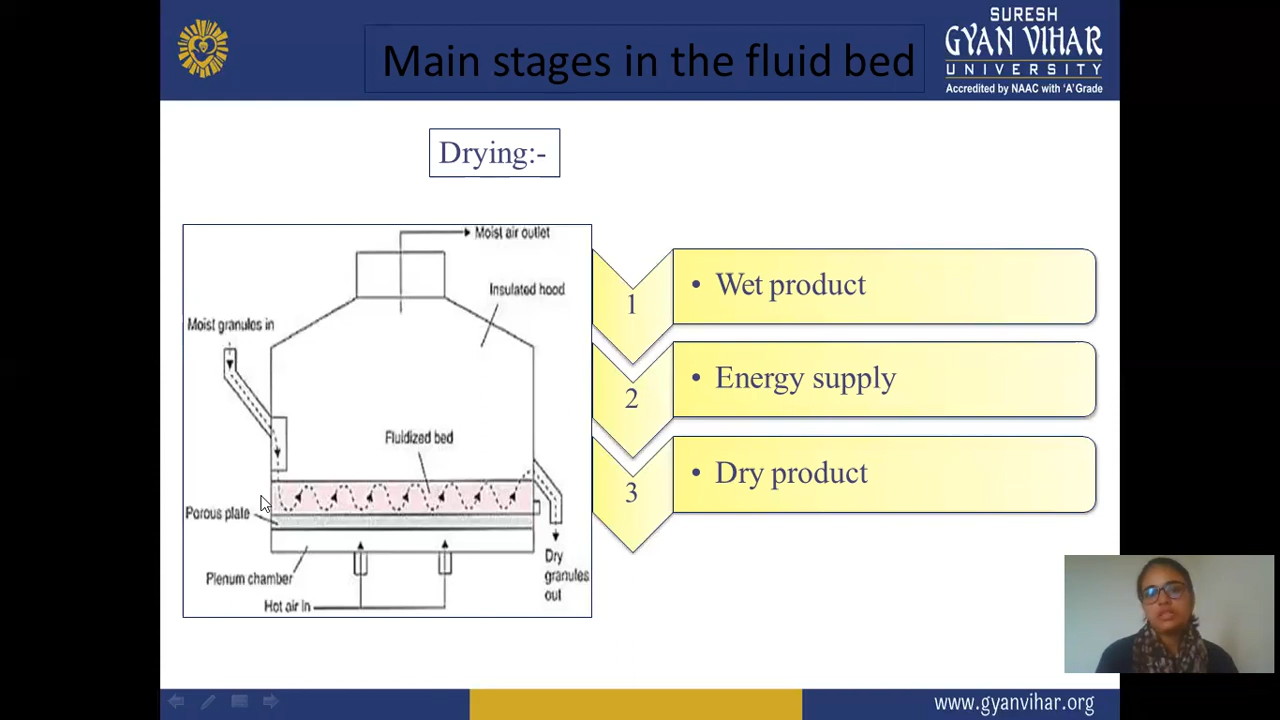 Main stages in the fluid bed
SURESH
GYAN VIHAR
UNIVERSITY
Accredited by NAAC with 'A' Grade
Drying:-
Moist air outlet
Insulated hood
Moist granules in
Fluidized bed
Porous plate
Plenum chamber
Hot air in
Dry
granules
out
1
• Wet product
2
• Energy supply
3
• Dry product
www.gyanvihar.org